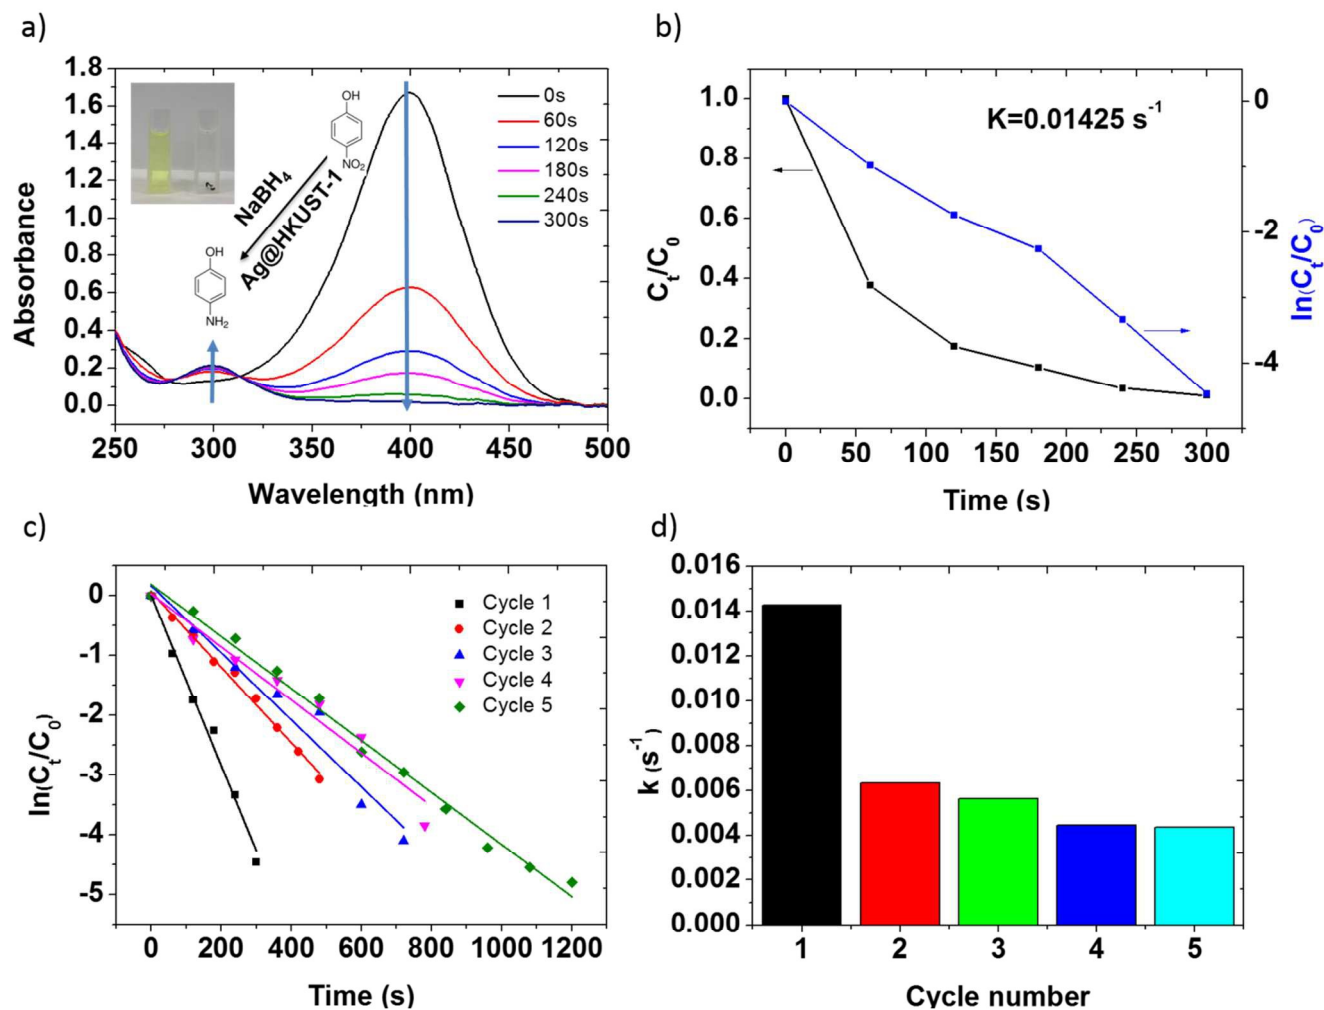 a)
1.8
1.6
1.4
1.2
1.0
0.8
0.6
0.4
0.2
0.0
250 300 350 400 450 500
Absorbance
Wavelength (nm)
OH
NO₂
NaBH₄
Ag@HKUST-1
OH
NH₂
0s
60s
120s
180s
240s
300s
b)
1.0
0.8
0.6
0.4
0.2
0.0
0 50 100 150 200 250 300
Cₜ/C₀
Time (s)
K=0.01425 s⁻¹
0
-2
-4
ln(Cₜ/C₀)
c)
0
-1
-2
-3
-4
-5
0 200 400 600 800 1000 1200
ln(Cₜ/C₀)
Time (s)
Cycle 1
Cycle 2
Cycle 3
Cycle 4
Cycle 5
d)
0.016
0.014
0.012
0.010
0.008
0.006
0.004
0.002
0.000
1 2 3 4 5
k (s⁻¹)
Cycle number